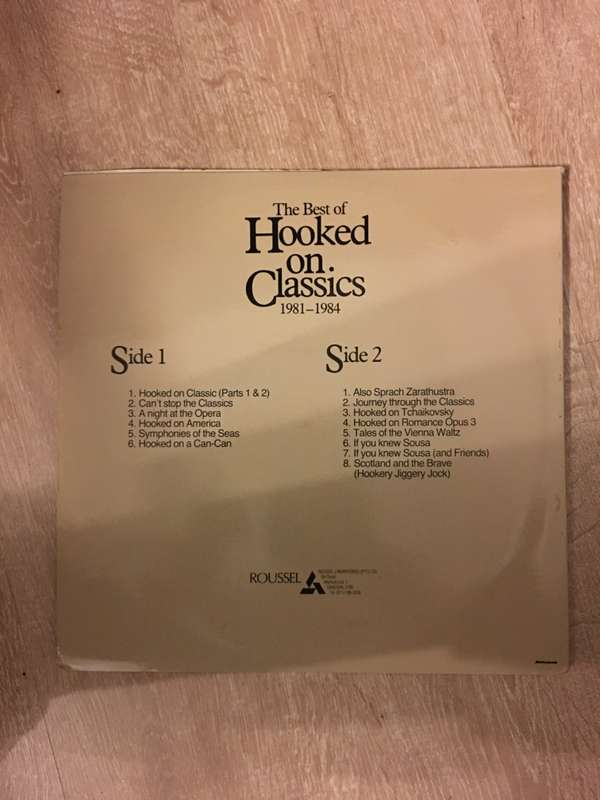 The Best of
Hooked
on
Classics
1981–1984
Side 1
1. Hooked on Classic (Parts 1 & 2)
2. Can't stop the Classics
3. A night at the Opera
4. Hooked on America
5. Symphonies of the Seas
6. Hooked on a Can-Can
Side 2
1. Also Sprach Zarathustra
2. Journey through the Classics
3. Hooked on Tchaikovsky
4. Hooked on Romance Opus 3
5. Tales of the Vienna Waltz
6. If you knew Sousa
7. If you knew Sousa (and Friends)
8. Scotland and the Brave
(Hookery Jiggery Jock)
ROUSSEL